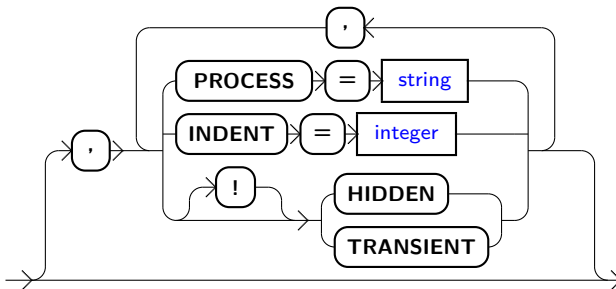 ,
PROCESS = string
, INDENT = integer
! HIDDEN
TRANSIENT